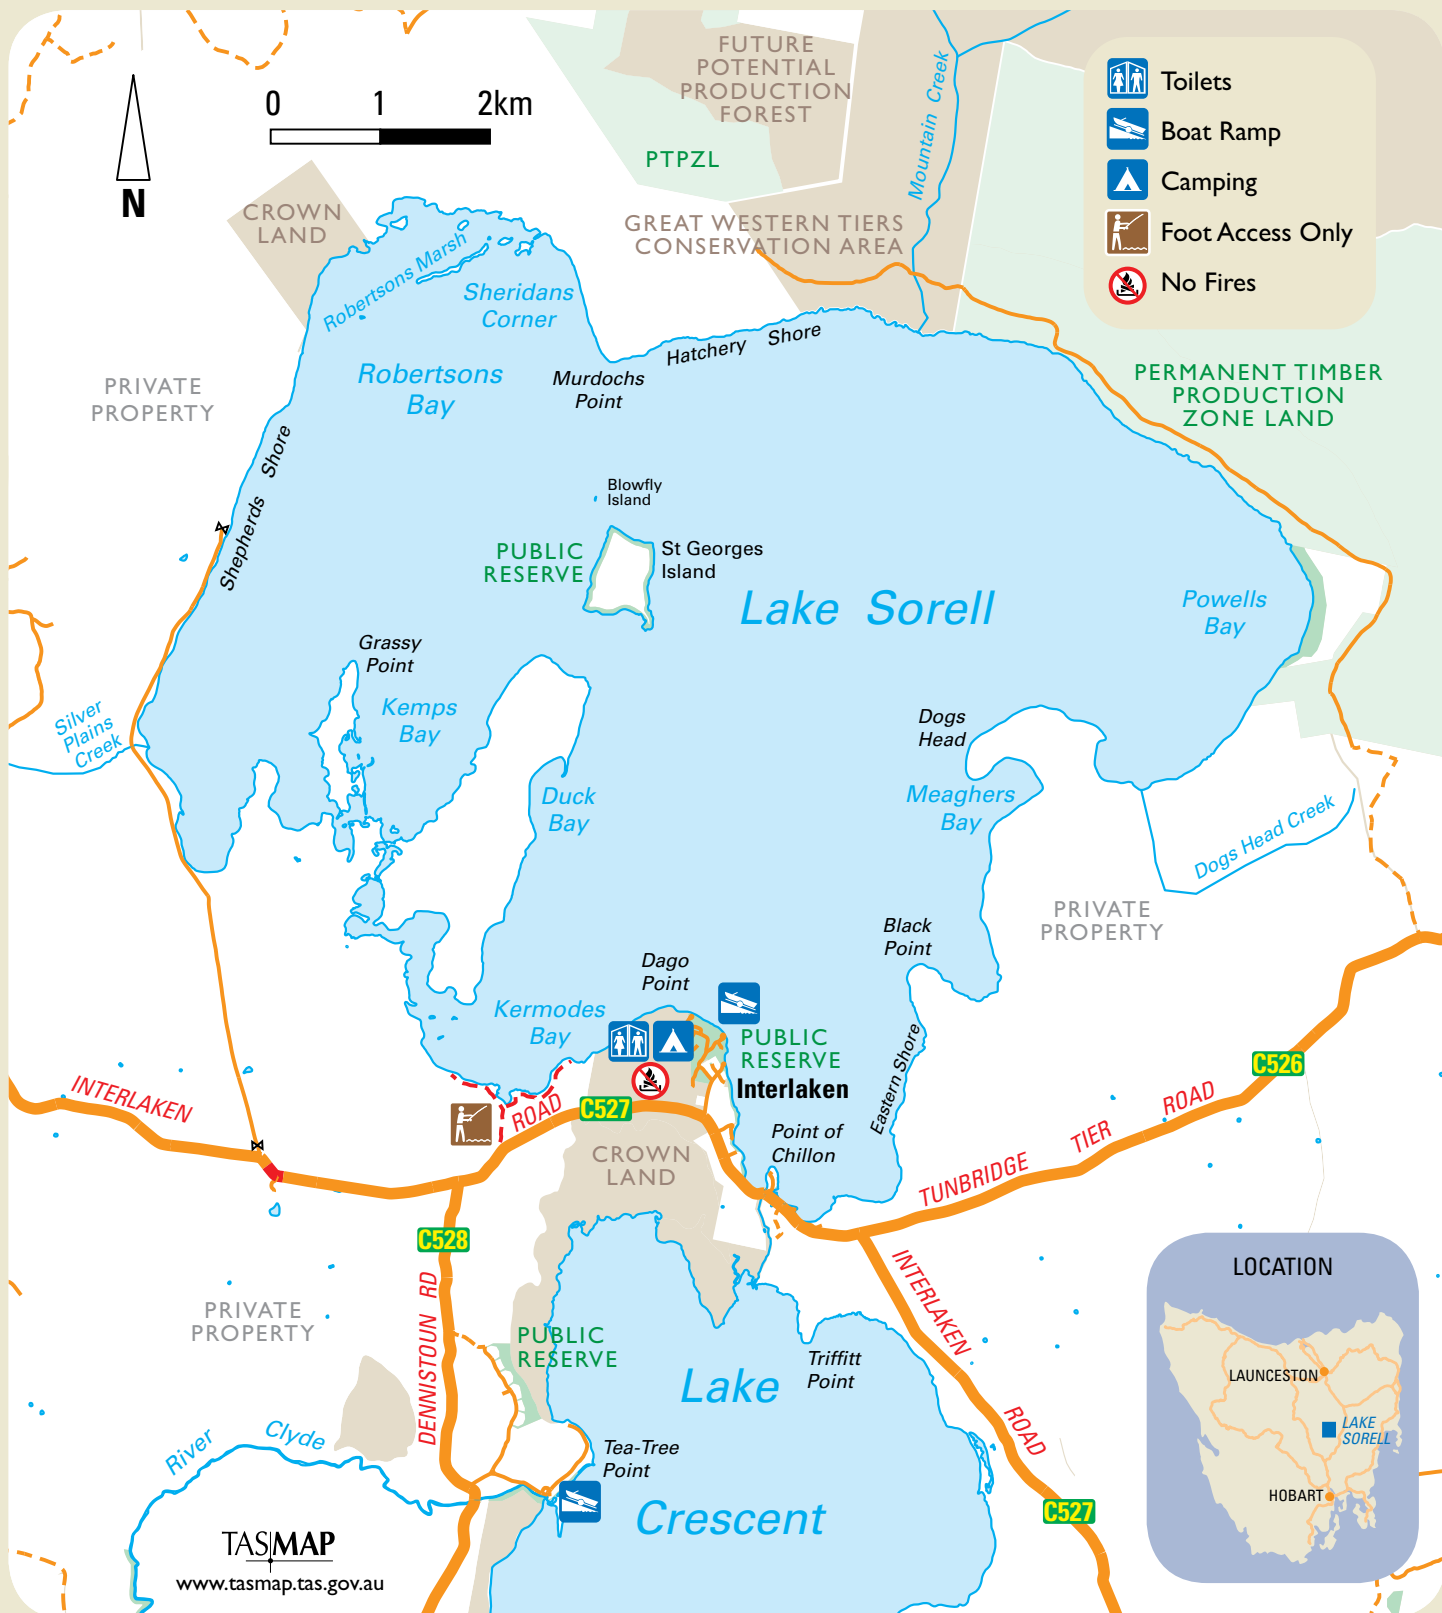 FUTURE
POTENTIAL
PRODUCTION
FOREST
Mountain Creek
Toilets
Boat Ramp
Camping
Foot Access Only
No Fires
0 1 2km
N
PTPZL
CROWN
LAND
GREAT WESTERN TIERS
CONSERVATION AREA
Robertsons Marsh
Sheridans
Corner
Hatchery Shore
Robertsons
Bay
Murdochs
Point
PRIVATE
PROPERTY
PERMANENT TIMBER
PRODUCTION
ZONE LAND
Shepherds Shore
Blowfly
Island
PUBLIC
RESERVE
St Georges
Island
Lake Sorell
Powells
Bay
Grassy
Point
Kemps
Bay
Silver
Plains
Creek
Dogs
Head
Duck
Bay
Meaghers
Bay
Dogs Head Creek
PRIVATE
PROPERTY
Black
Point
Dago
Point
Kermodes
Bay
PUBLIC
RESERVE
Interlaken
Eastern Shore
C526
INTERLAKEN
ROAD
C527
TUNBRIDGE TIER ROAD
Point of
Chillon
CROWN
LAND
C528
DENNISTOUN RD
INTERLAKEN
ROAD
PRIVATE
PROPERTY
PUBLIC
RESERVE
Triffitt
Point
Lake
Crescent
River Clyde
Tea-Tree
Point
C527
LOCATION
LAUNCESTON
LAKE
SORELL
HOBART
TASMAP
www.tasmap.tas.gov.au